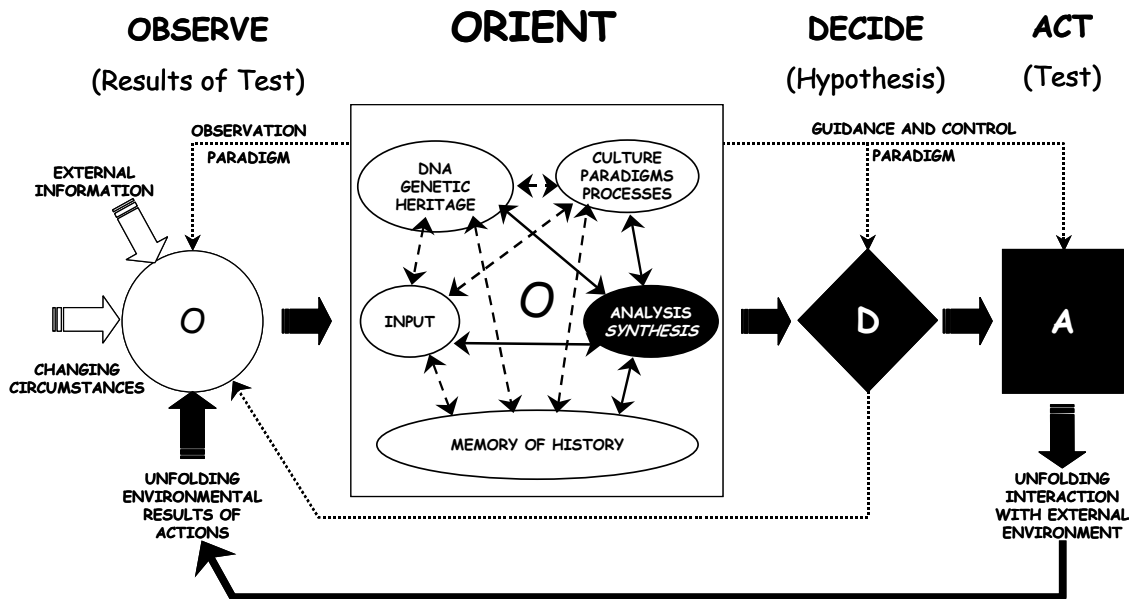 OBSERVE
(Results of Test)
ORIENT
DECIDE
(Hypothesis)
ACT
(Test)
OBSERVATION
PARADIGM
GUIDANCE AND CONTROL
PARADIGM
EXTERNAL
INFORMATION
CHANGING
CIRCUMSTANCES
O
UNFOLDING
ENVIRONMENTAL
RESULTS OF
ACTIONS
DNA
GENETIC
HERITAGE
CULTURE
PARADIGMS
PROCESSES
INPUT
O
ANALYSIS
SYNTHESIS
MEMORY OF HISTORY
D
A
UNFOLDING
INTERACTION
WITH EXTERNAL
ENVIRONMENT